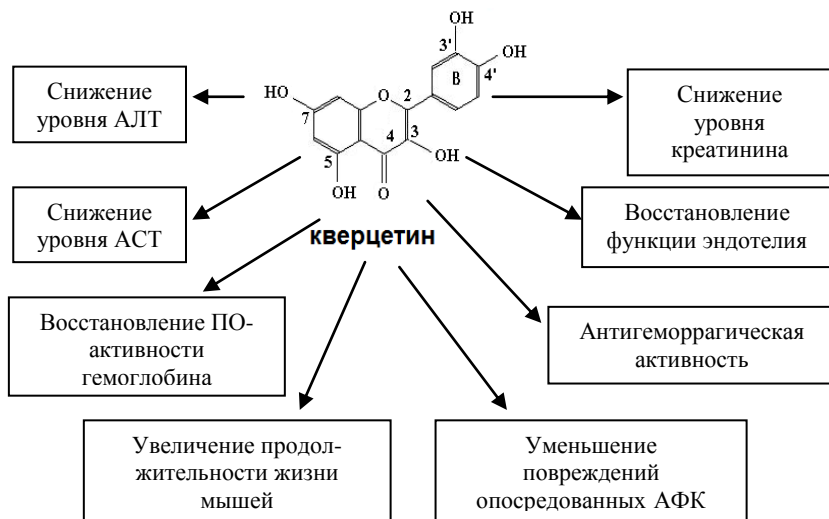 OH
3'
OH
4'
B
HO
7
O
2
3
4
OH
5
OH
O
кверцетин
Снижение
уровня АЛТ
Снижение
уровня АСТ
Восстановление ПО-
активности
гемоглобина
Увеличение продол-
жительности жизни
мышей
Уменьшение
повреждений
опосредованных АФК
Антигеморрагическая
активность
Восстановление
функции эндотелия
Снижение
уровня
креатинина